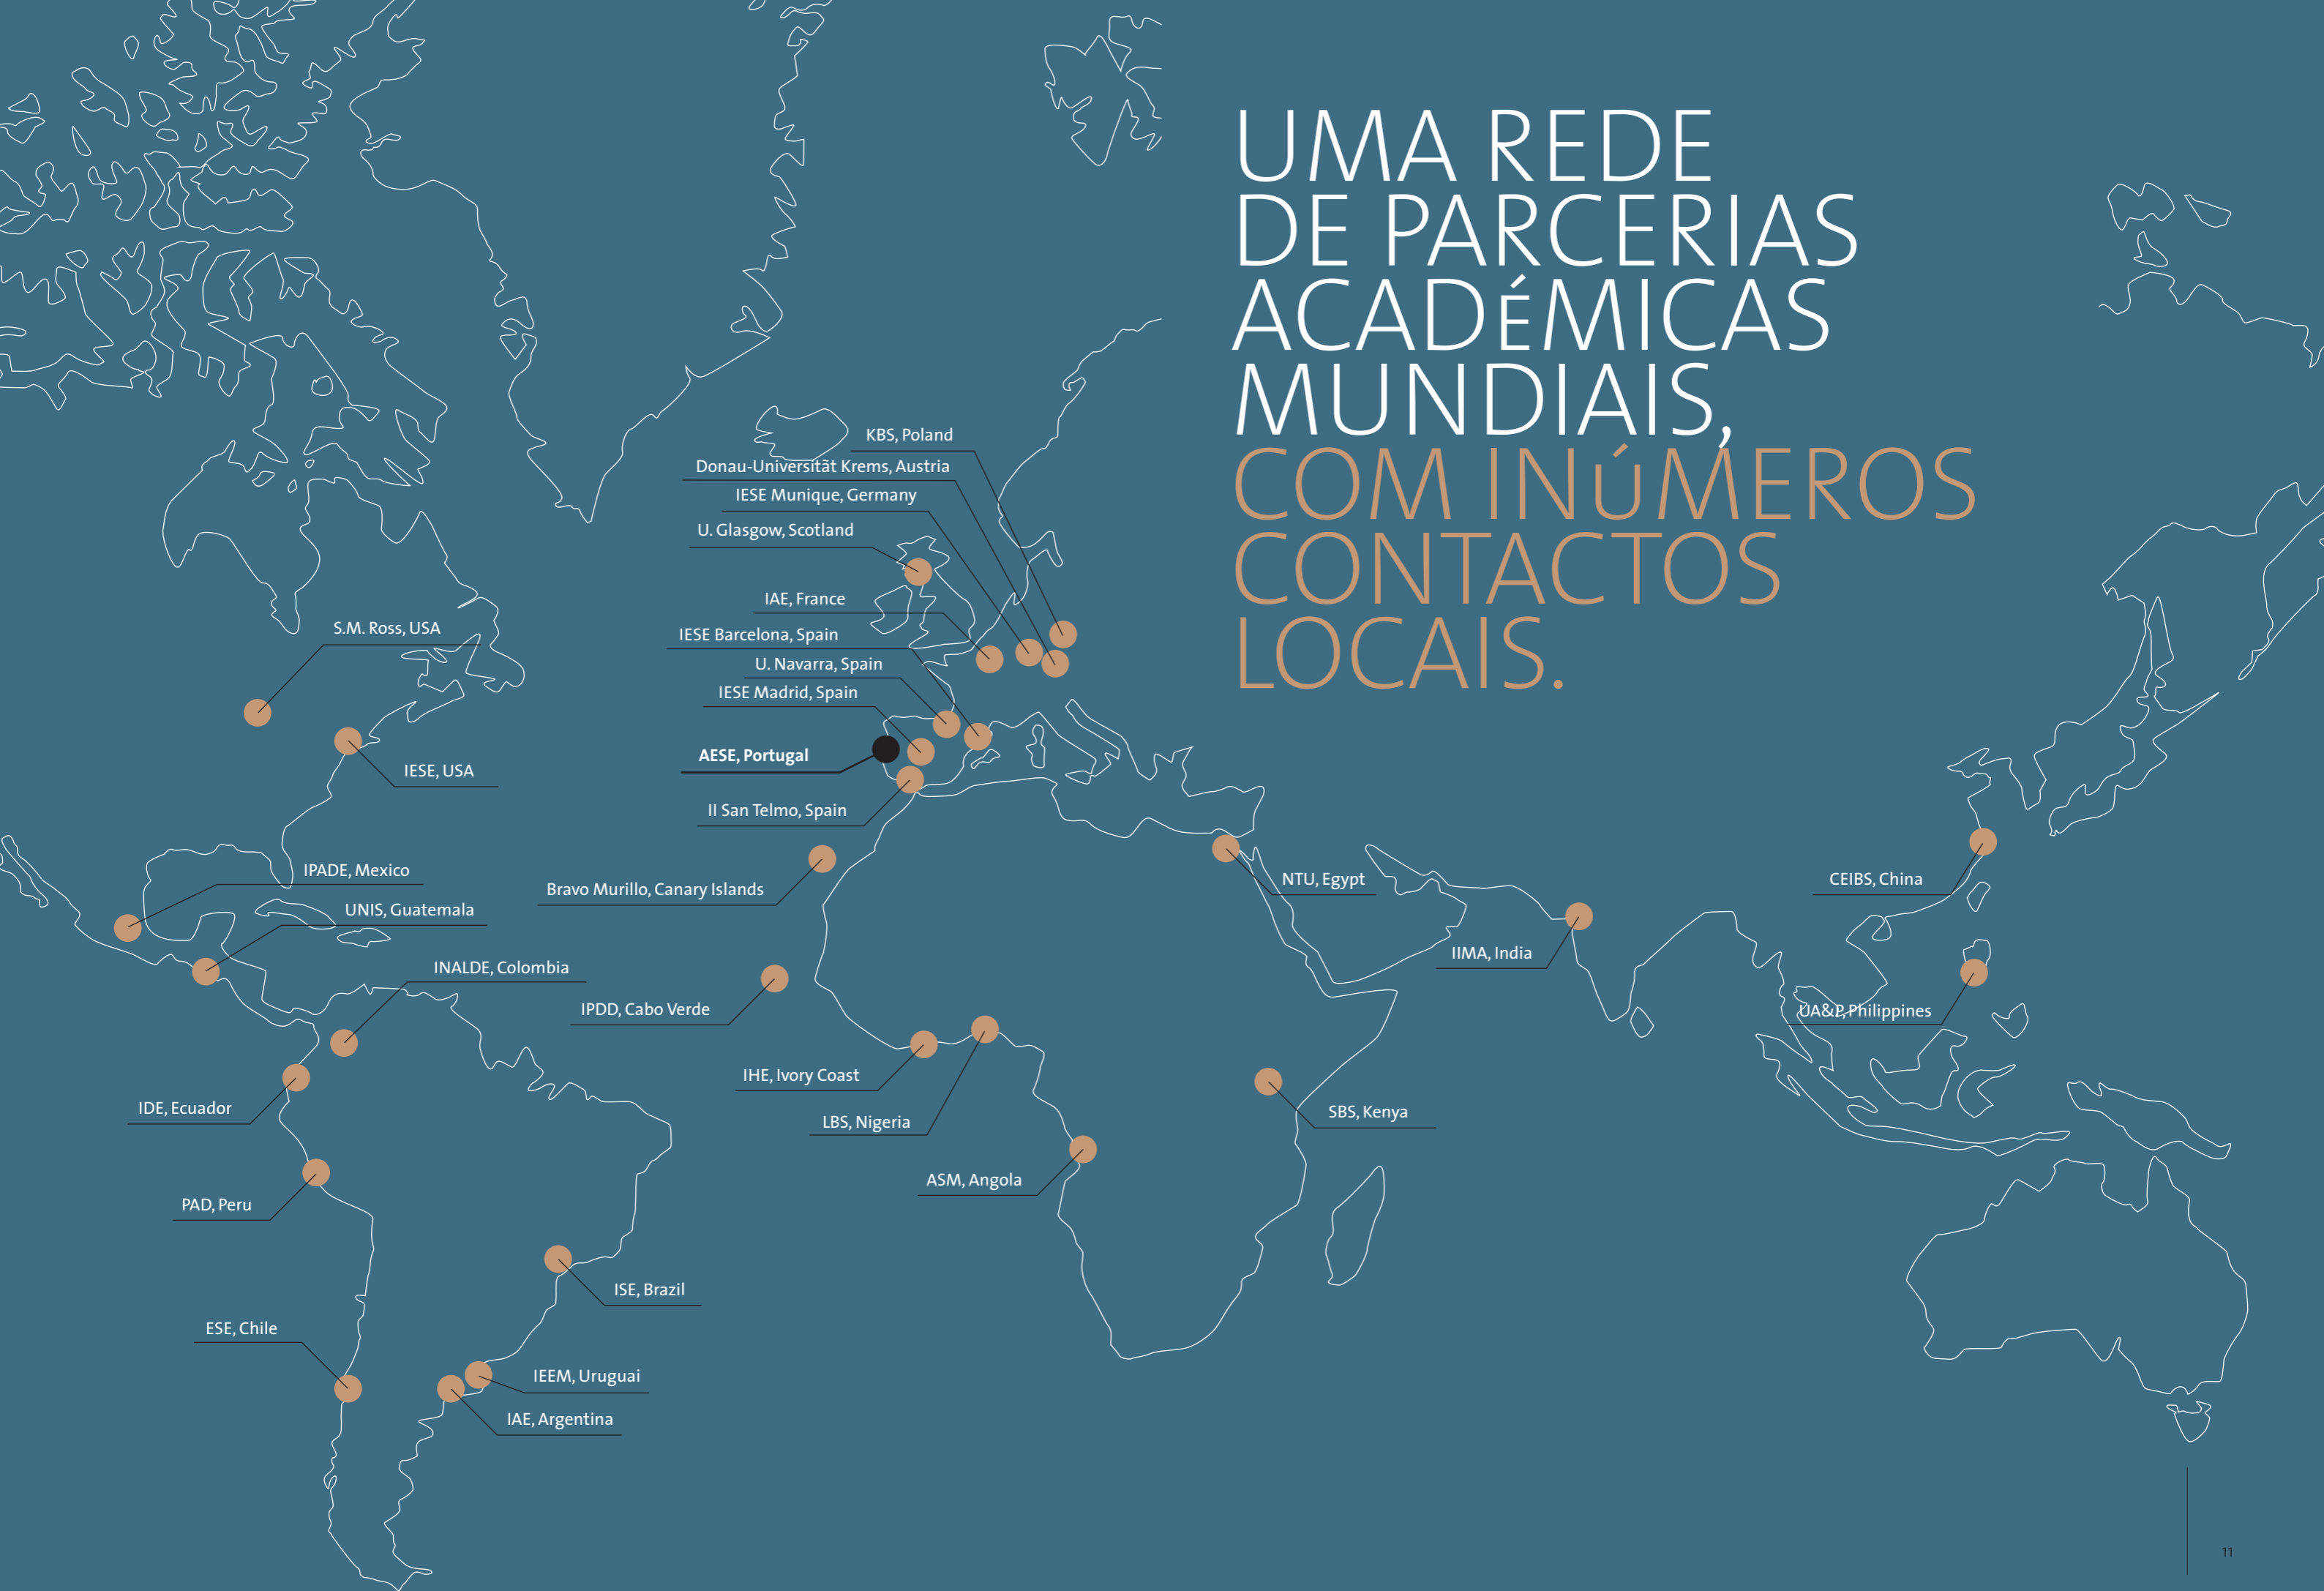 UMA REDE
DE PARCERIAS
ACADÉMICAS
MUNDIAIS,
COM INÚMEROS
CONTACTOS
LOCAIS.
KBS, Poland
Donau-Universität Krems, Austria
IESE Munique, Germany
U. Glasgow, Scotland
IAE, France
IESE Barcelona, Spain
U. Navarra, Spain
IESE Madrid, Spain
AESE, Portugal
II San Telmo, Spain
S.M. Ross, USA
IESE, USA
IPADE, Mexico
UNIS, Guatemala
INALDE, Colombia
Bravo Murillo, Canary Islands
IPDD, Cabo Verde
IHE, Ivory Coast
LBS, Nigeria
ASM, Angola
NTU, Egypt
IIMA, India
CEIBS, China
UA&P, Philippines
SBS, Kenya
IDE, Ecuador
PAD, Peru
ISE, Brazil
ESE, Chile
IEEM, Uruguai
IAE, Argentina
11